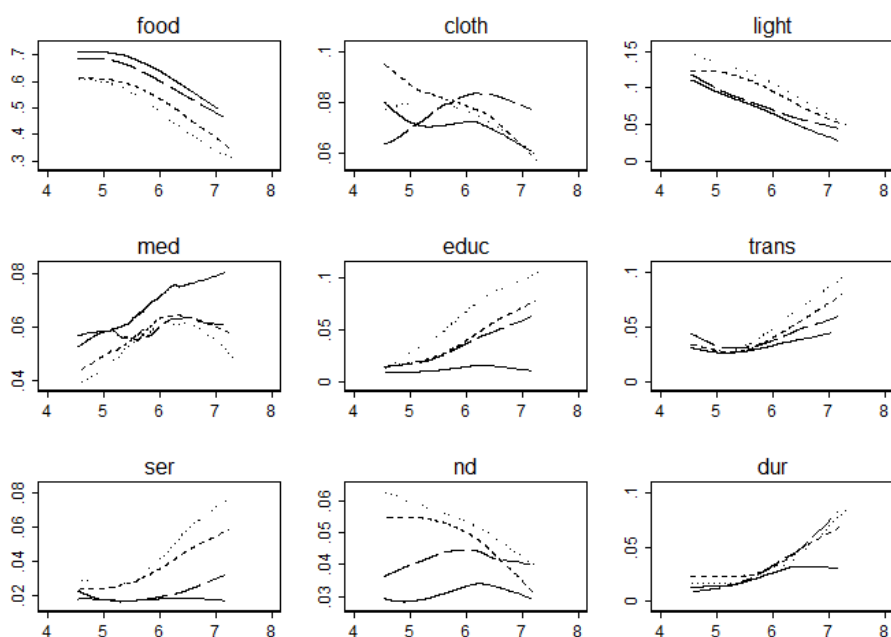 food cloth light
.7 .6 .5 .4 .3
.1 .08 .06
.15 .1 .05 0
4 5 6 7 8 4 5 6 7 8 4 5 6 7 8
med educ trans
.08 .06 .04
.1 .05 0
.1 .05 0
4 5 6 7 8 4 5 6 7 8 4 5 6 7 8
ser nd dur
.08 .06 .04 .02
.06 .05 .04 .03
.1 .05 0
4 5 6 7 8 4 5 6 7 8 4 5 6 7 8